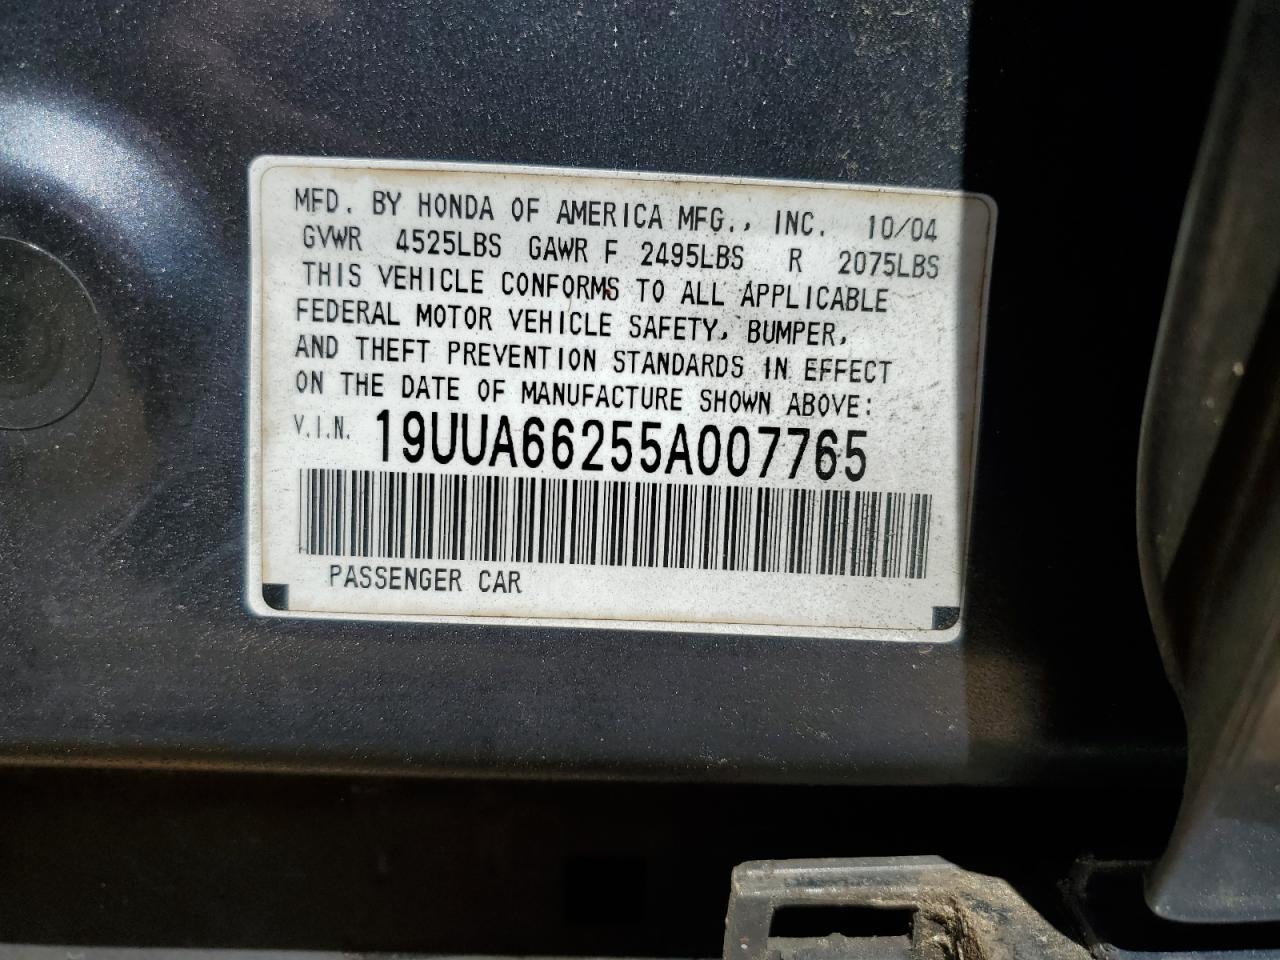 MFD. BY HONDA OF AMERICA MFG., INC. 10/04
GVWR 4525LBS GAWR F 2495LBS R 2075LBS
THIS VEHICLE CONFORMS TO ALL APPLICABLE
FEDERAL MOTOR VEHICLE SAFETY, BUMPER,
AND THEFT PREVENTION STANDARDS IN EFFECT
ON THE DATE OF MANUFACTURE SHOWN ABOVE:
V.I.N. 19UUA66255A007765
PASSENGER CAR